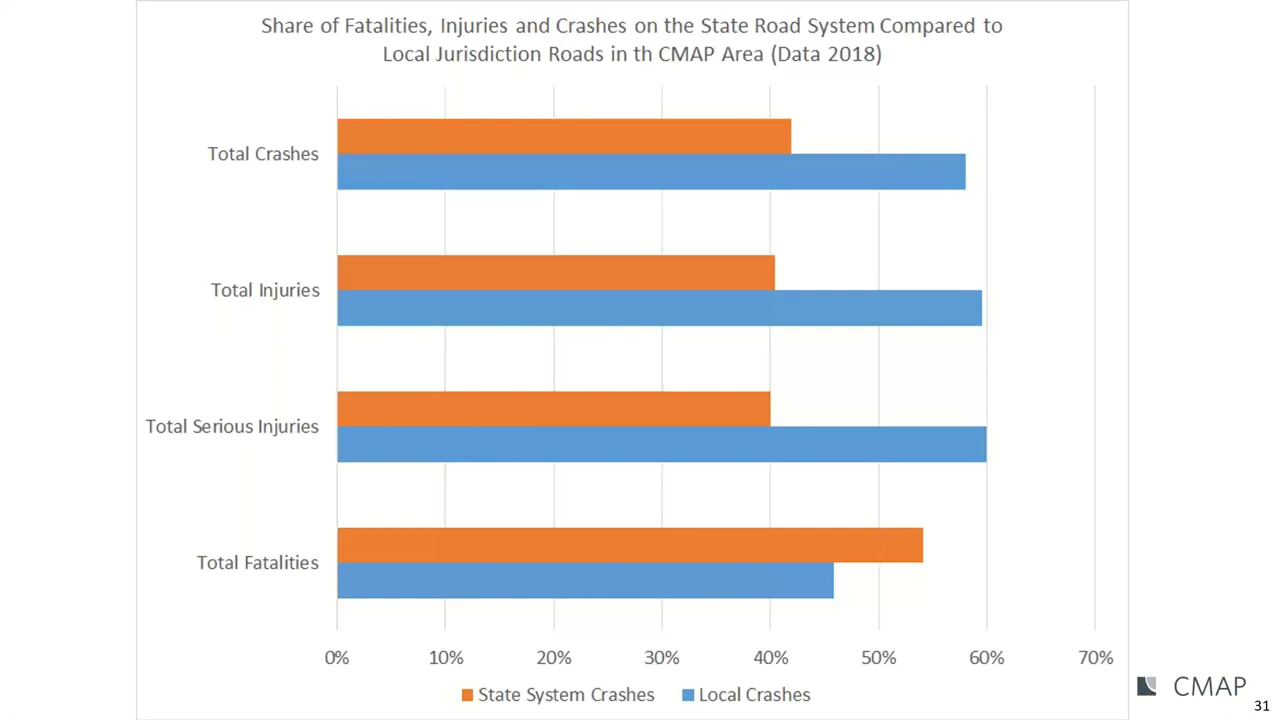 Share of Fatalities, Injuries and Crashes on the State Road System Compared to
Local Jurisdiction Roads in th CMAP Area (Data 2018)
Total Crashes
Total Injuries
Total Serious Injuries
Total Fatalities
0% 10% 20% 30% 40% 50% 60% 70%
State System Crashes Local Crashes
CMAP
31